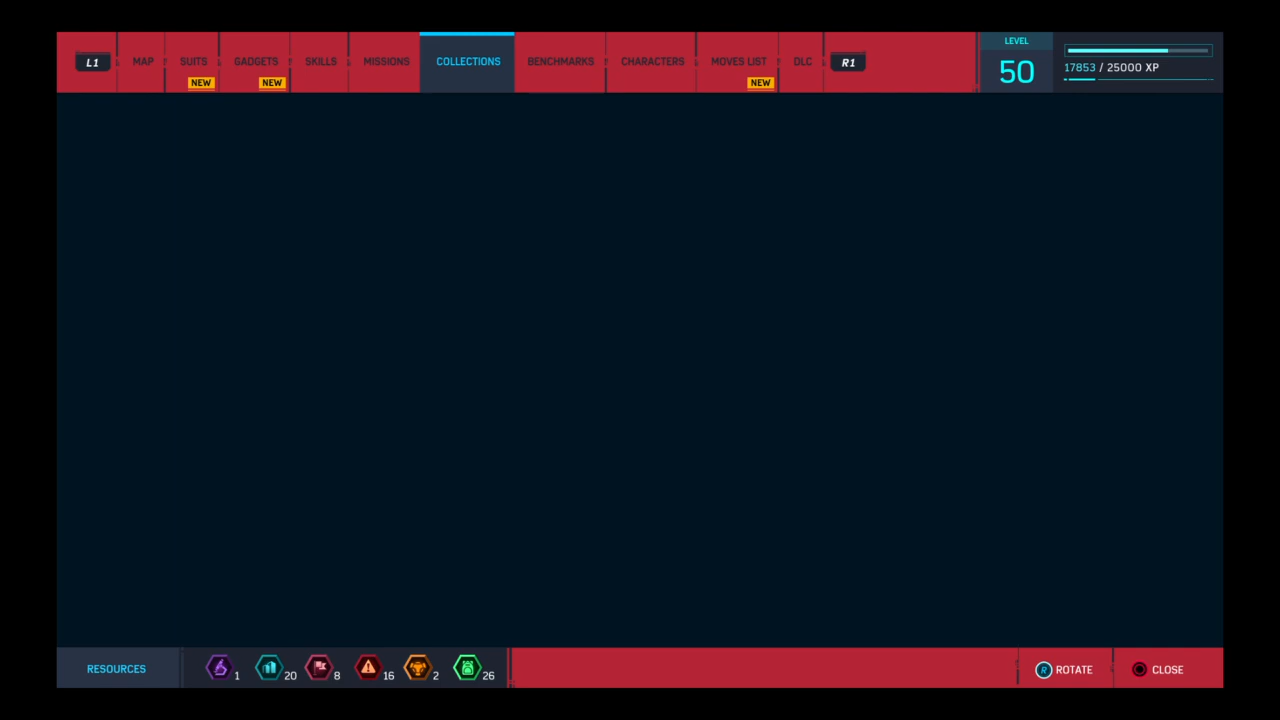 L1 MAP SUITS GADGETS SKILLS MISSIONS COLLECTIONS BENCHMARKS CHARACTERS MOVES LIST DLC R1
NEW NEW NEW
LEVEL
50
17853 / 25000 XP
RESOURCES 1 20 8 16 2 26 R ROTATE CLOSE